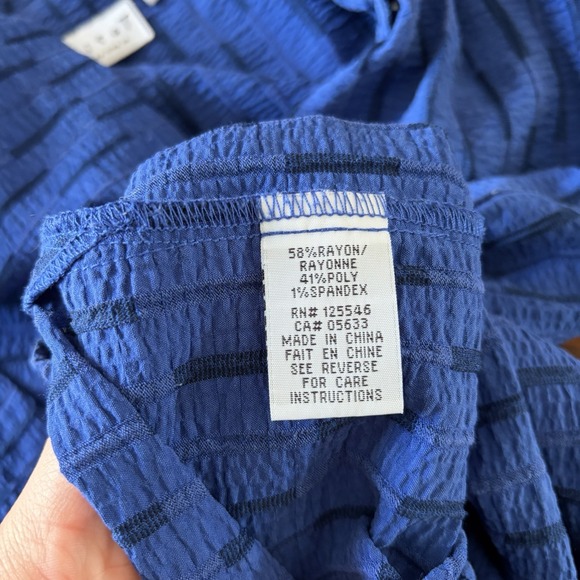 58%RAYON/
RAYONNE
41%POLY
1%SPANDEX
RN# 125546
CA# 05633
MADE IN CHINA
FAIT EN CHINE
SEE REVERSE
FOR CARE
INSTRUCTIONS